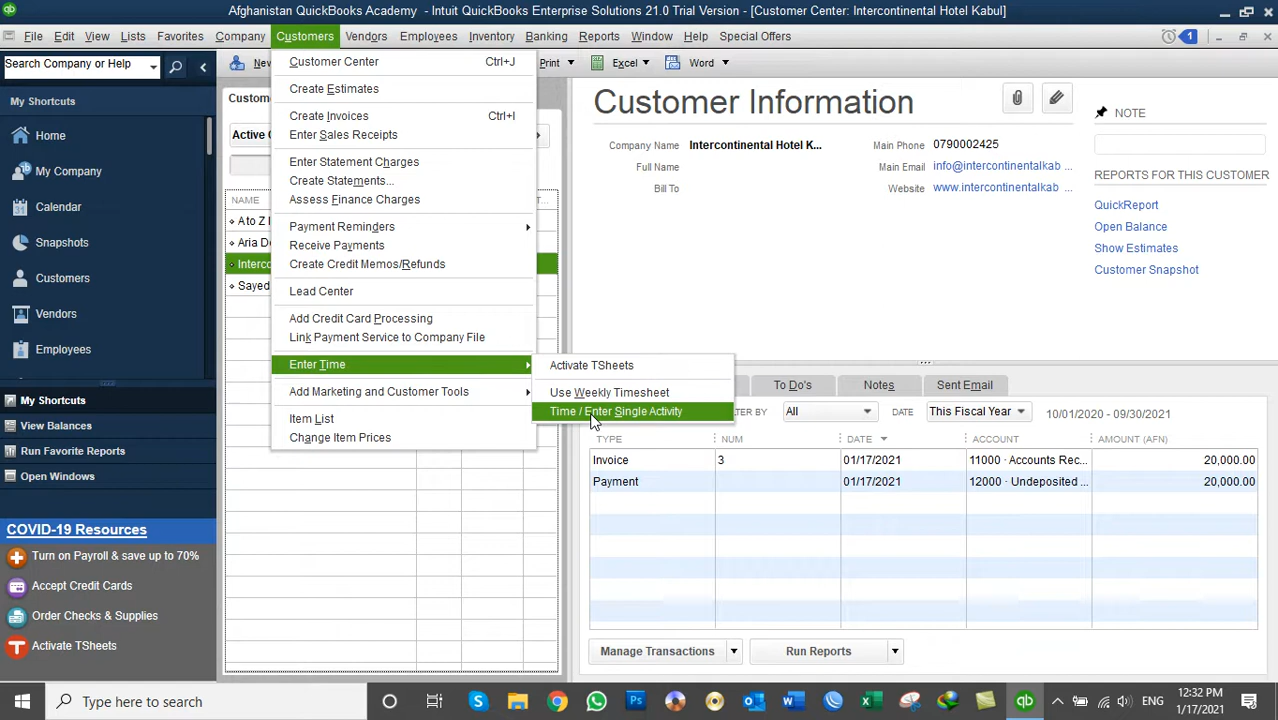 Afghanistan QuickBooks Academy - Intuit QuickBooks Enterprise Solutions 21.0 Trial Version - [Customer Center: Intercontinental Hotel Kabul]
File Edit View Lists Favorites Company Customers Vendors Employees Inventory Banking Reports Window Help Special Offers 1
Search Company or Help
Print Excel Word
My Shortcuts
Home
My Company
Calendar
Snapshots
Customers
Vendors
Employees
My Shortcuts
View Balances
Run Favorite Reports
Open Windows
COVID-19 Resources
Turn on Payroll & save up to 70%
Accept Credit Cards
Order Checks & Supplies
Activate TSheets
NAME T...
A to Z
Aria De
Interco
Sayed
Customer Center Ctrl+J
Create Estimates
Create Invoices Ctrl+I
Enter Sales Receipts
Enter Statement Charges
Create Statements...
Assess Finance Charges
Payment Reminders
Receive Payments
Create Credit Memos/Refunds
Lead Center
Add Credit Card Processing
Link Payment Service to Company File
Enter Time
Add Marketing and Customer Tools
Item List
Change Item Prices
Activate TSheets
Use Weekly Timesheet
Time / Enter Single Activity
Customer Information
Company Name Intercontinental Hotel K...
Full Name
Bill To
Main Phone 0790002425
Main Email info@intercontinentalkab ...
Website www.intercontinentalkab ...
NOTE
REPORTS FOR THIS CUSTOMER
QuickReport
Open Balance
Show Estimates
Customer Snapshot
To Do's Notes Sent Email
FILTER BY All DATE This Fiscal Year 10/01/2020 - 09/30/2021
TYPE NUM DATE ACCOUNT AMOUNT (AFN)
Invoice 3 01/17/2021 11000 · Accounts Rec... 20,000.00
Payment 01/17/2021 12000 · Undeposited ... 20,000.00
Manage Transactions Run Reports
Type here to search
ENG
12:32 PM
1/17/2021